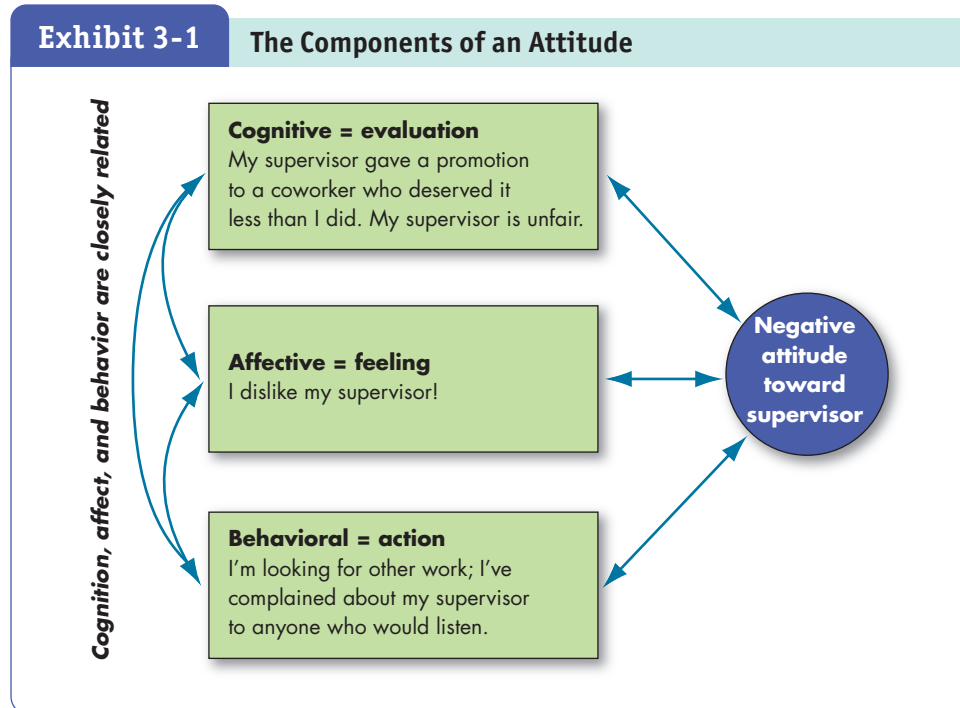 Exhibit 3-1
The Components of an Attitude
Cognition, affect, and behavior are closely related
Cognitive = evaluation
My supervisor gave a promotion
to a coworker who deserved it
less than I did. My supervisor is unfair.
Affective = feeling
I dislike my supervisor!
Behavioral = action
I’m looking for other work; I’ve
complained about my supervisor
to anyone who would listen.
Negative
attitude
toward
supervisor